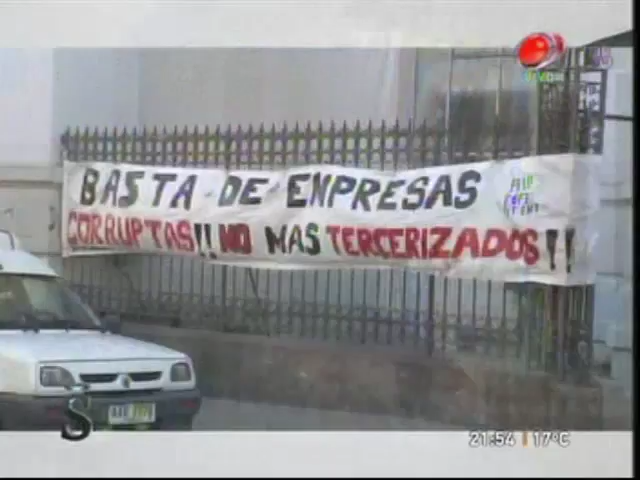 BASTA DE EMPRESAS
CORRUPTAS!! NO MAS TERCERIZADOS!!
21:54 17°C